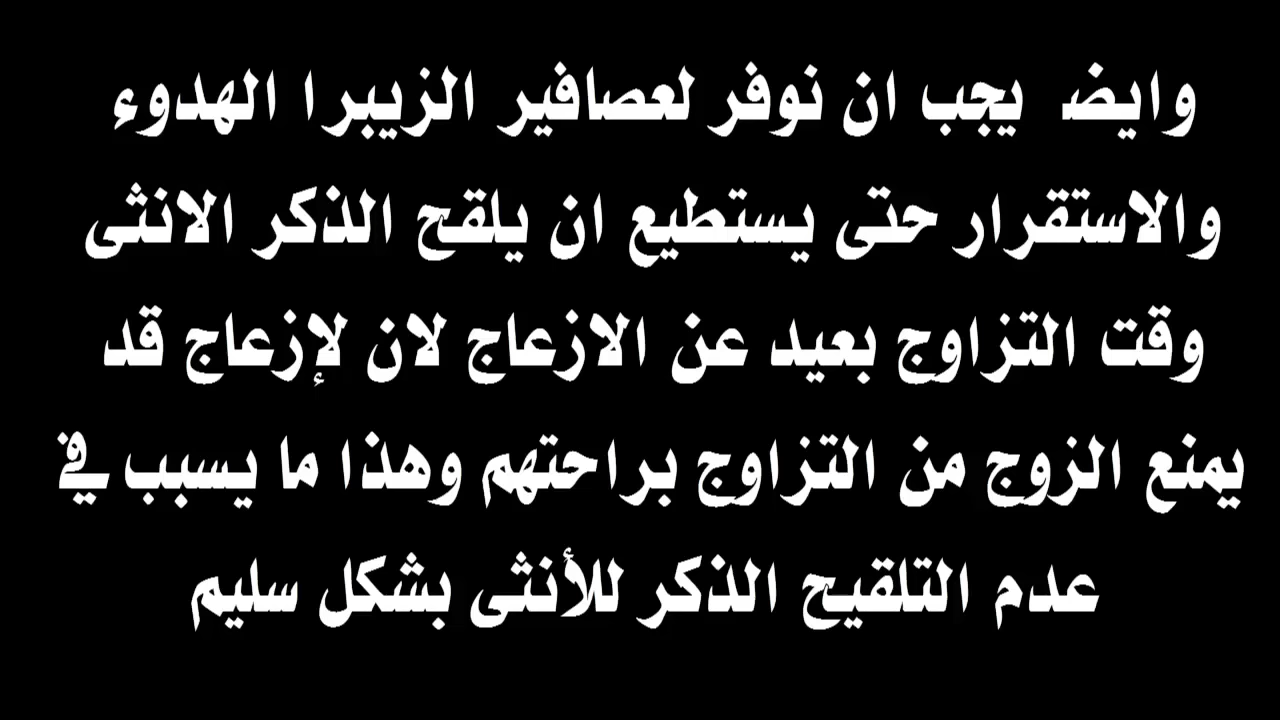 وايض يجب ان نوفر لعصافير الزيبرا الهدوء
والاستقرار حتى يستطيع ان يلقح الذكر الانثى
وقت التزاوج بعيد عن الازعاج لان لإزعاج قد
يمنع الزوج من التزاوج براحتهم وهذا ما يسبب في
عدم التلقيح الذكر للأنثى بشكل سليم